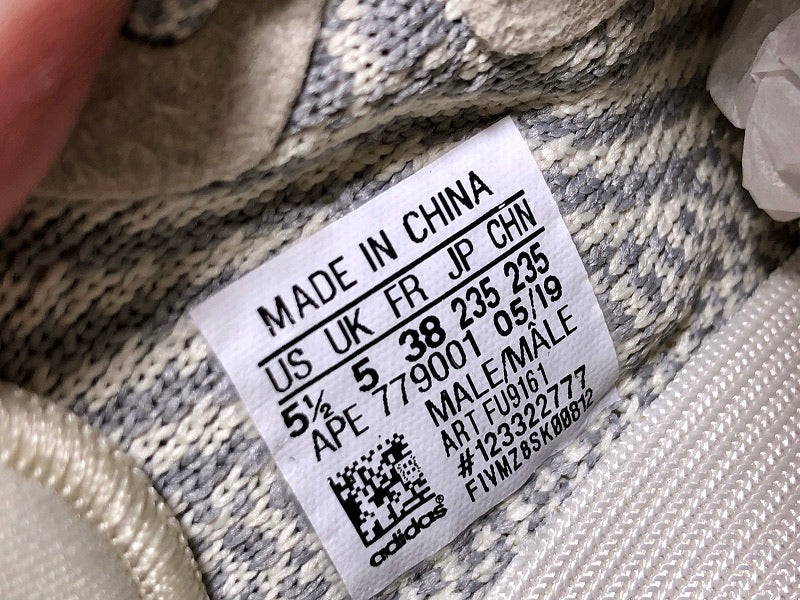 MADE IN CHINA
US UK FR JP CHN
5½ 5 38 235 235
APE 779001 05/19
MALE/MÂLE
ART FU9161
#123322777
F1VMZ8SK00812
adidas®